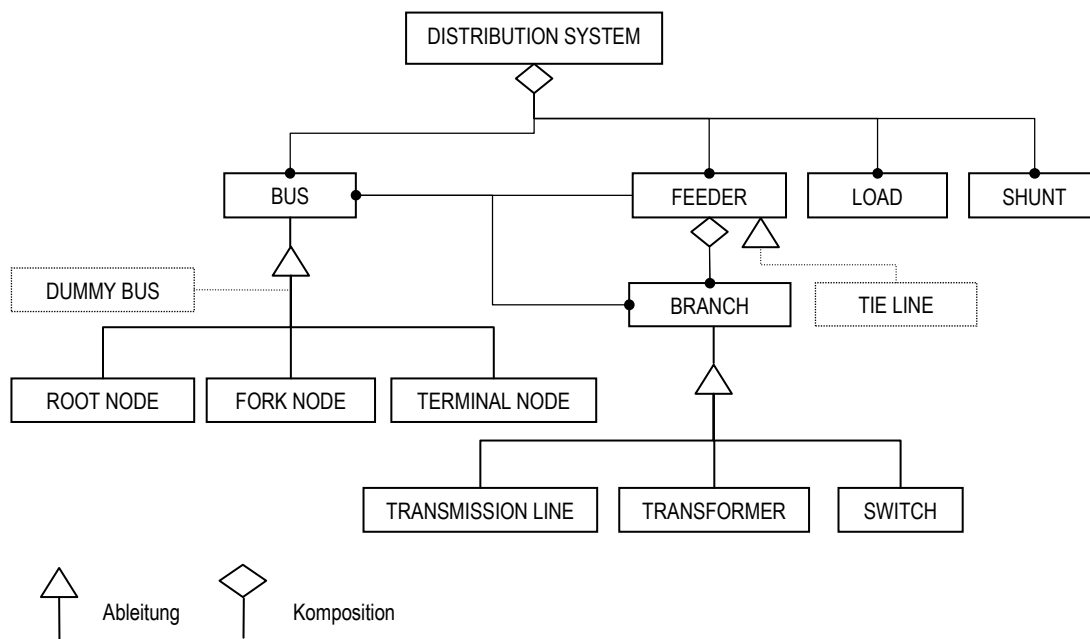 DISTRIBUTION SYSTEM
BUS
FEEDER
LOAD
SHUNT
DUMMY BUS
BRANCH
TIE LINE
ROOT NODE
FORK NODE
TERMINAL NODE
TRANSMISSION LINE
TRANSFORMER
SWITCH
Ableitung
Komposition